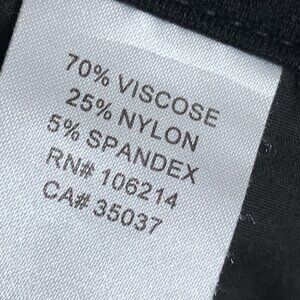 70% VISCOSE
25% NYLON
5% SPANDEX
RN# 106214
CA# 35037